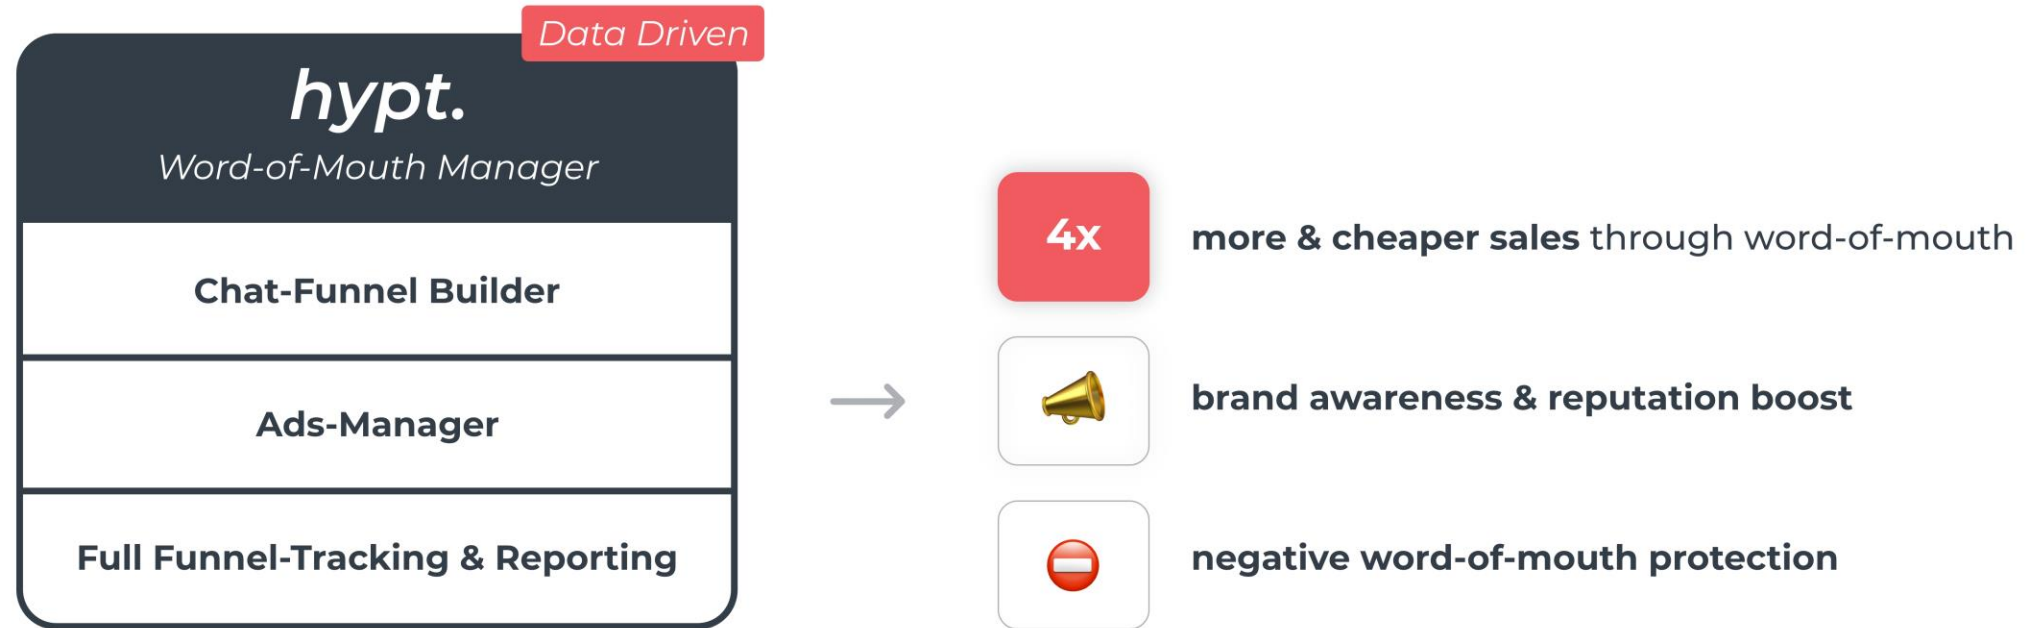 Data Driven
hypt.
Word-of-Mouth Manager
Chat-Funnel Builder
Ads-Manager
Full Funnel-Tracking & Reporting
4x
more & cheaper sales through word-of-mouth
brand awareness & reputation boost
negative word-of-mouth protection